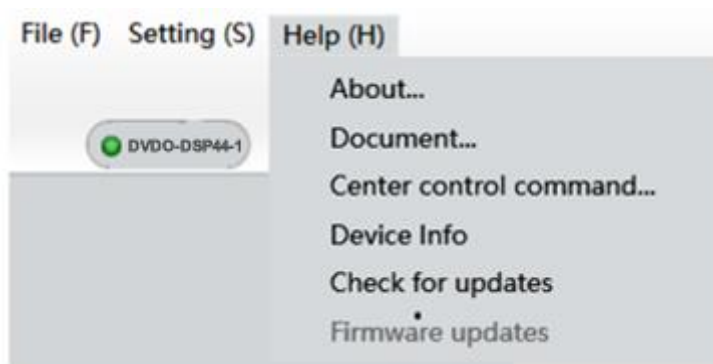 File (F) Setting (S) Help (H)
About...
DVDO-DSP44-1
Document...
Center control command...
Device Info
Check for updates
Firmware updates